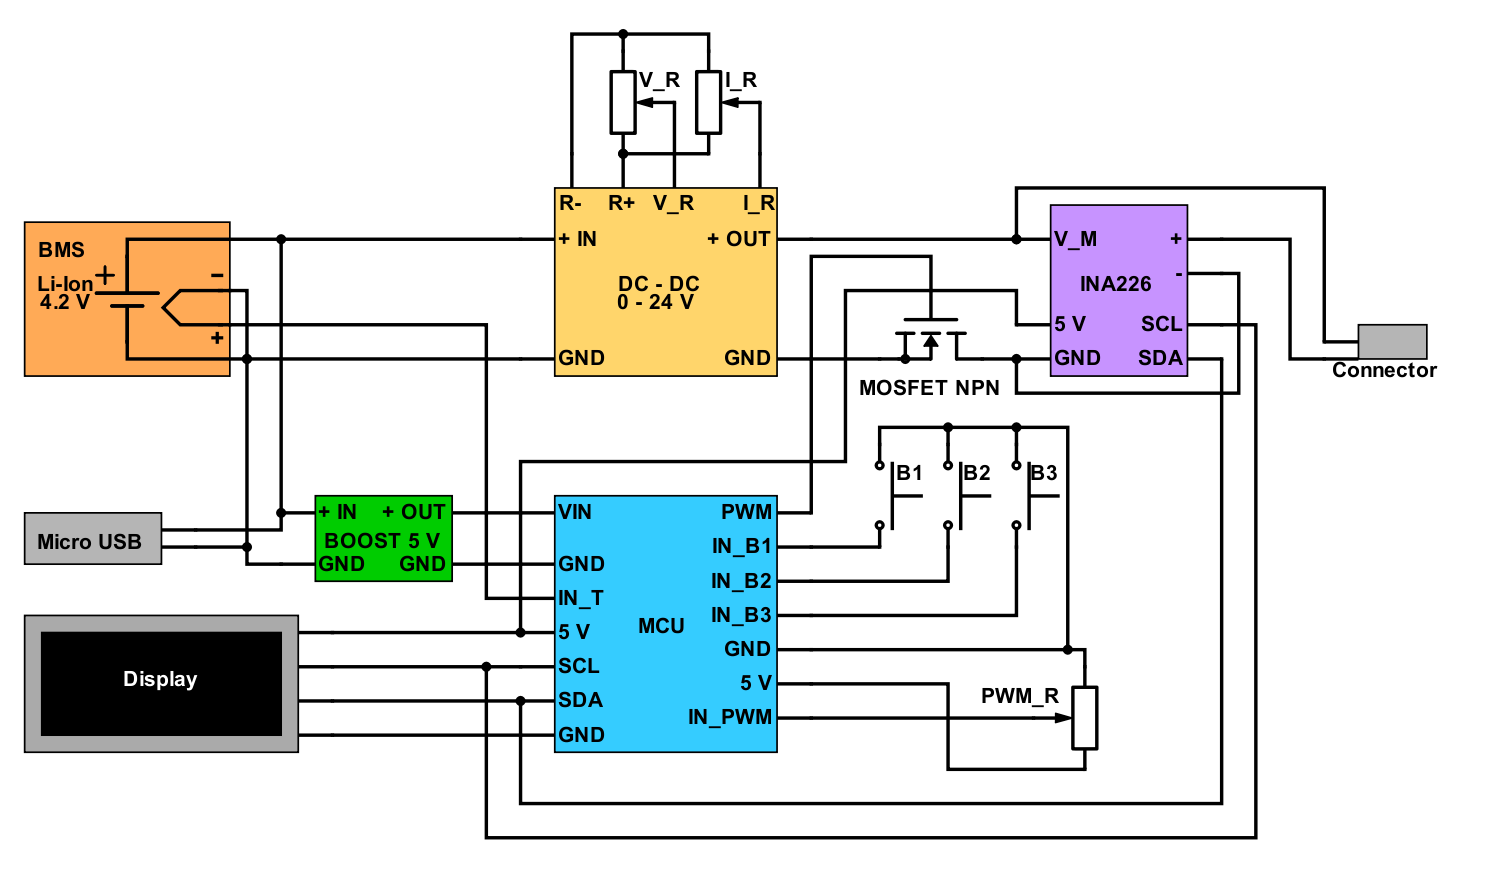 V_R
I_R
R-
R+
V_R
I_R
+ IN
+ OUT
DC - DC
0 - 24 V
GND
GND
BMS
+
Li-Ion
4.2 V
−
+
V_M
+
-
INA226
5 V
SCL
GND
SDA
Connector
MOSFET NPN
B1
B2
B3
Micro USB
+ IN
+ OUT
BOOST 5 V
GND
GND
VIN
PWM
IN_B1
GND
IN_B2
IN_T
IN_B3
5 V
MCU
GND
SCL
5 V
SDA
IN_PWM
GND
PWM_R
Display